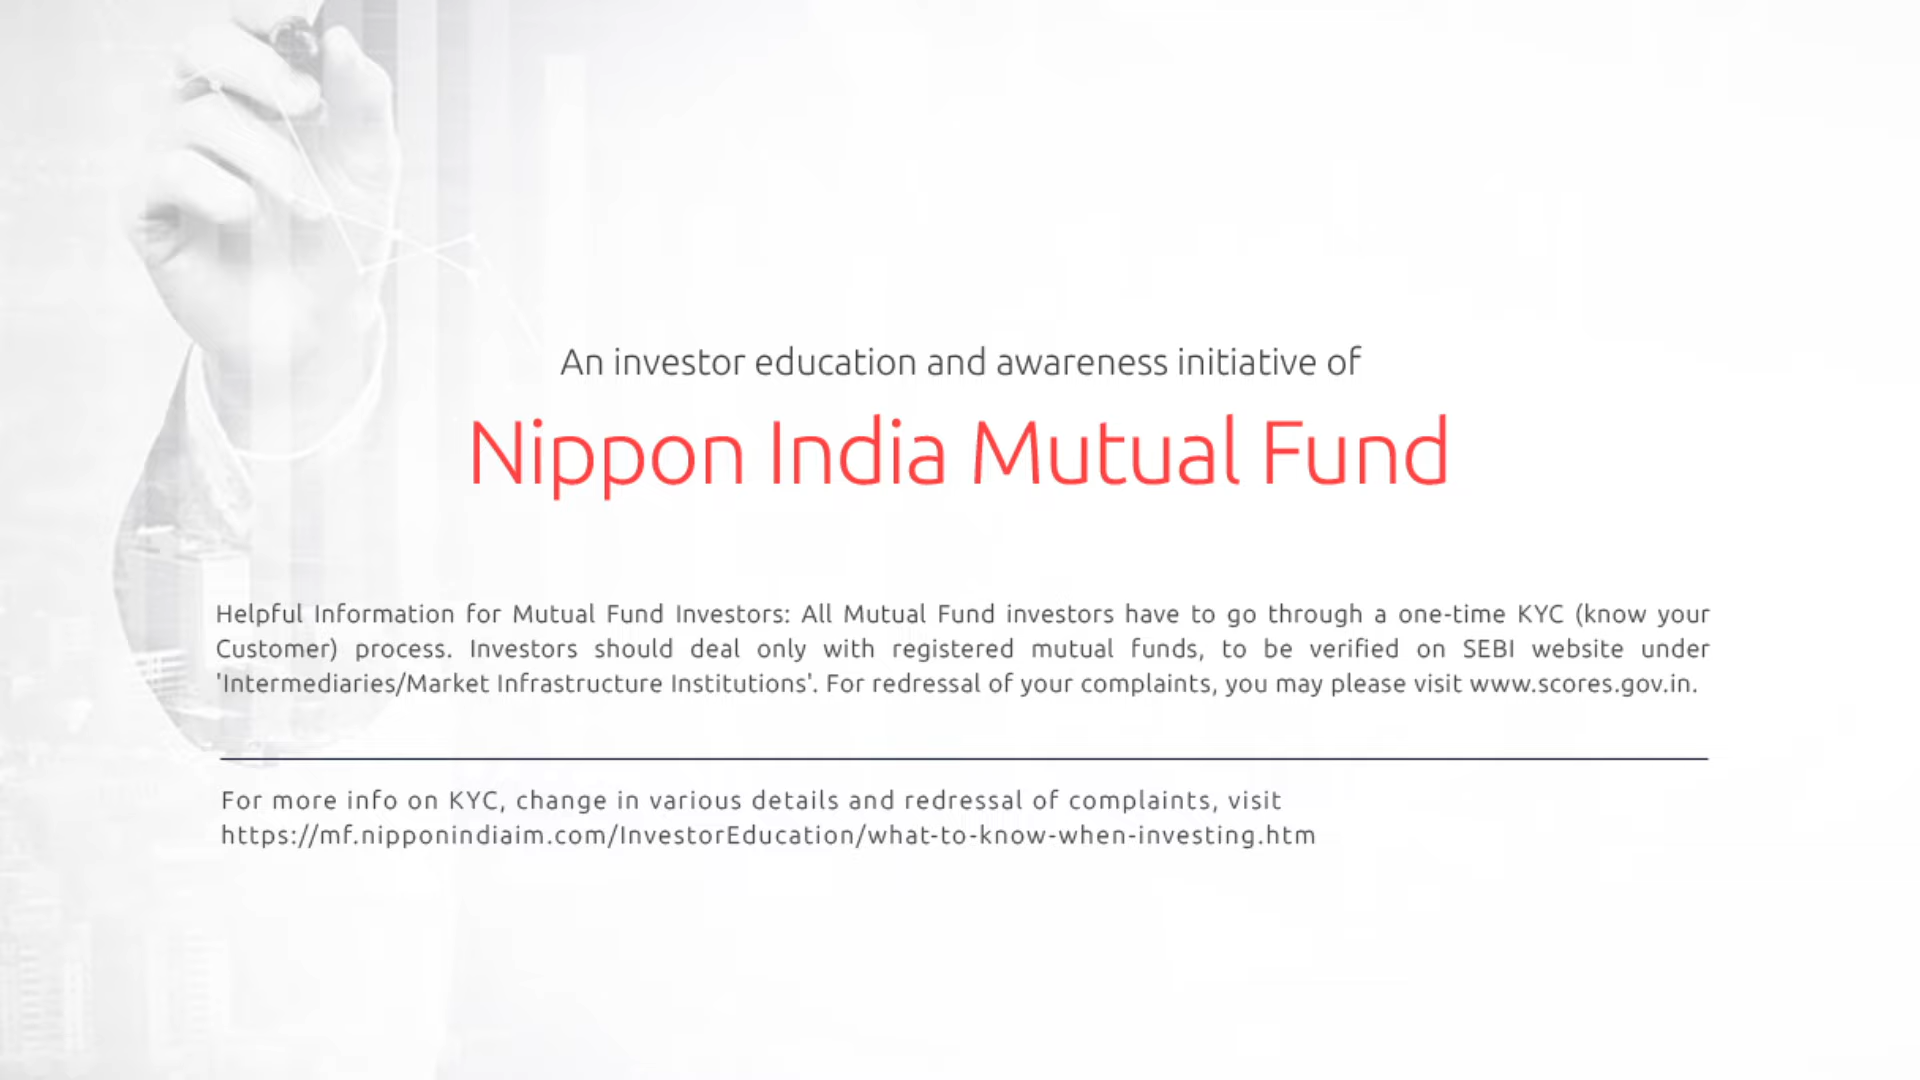 An investor education and awareness initiative of
Nippon India Mutual Fund
Helpful Information for Mutual Fund Investors: All Mutual Fund investors have to go through a one-time KYC (know your
Customer) process. Investors should deal only with registered mutual funds, to be verified on SEBI website under
'Intermediaries/Market Infrastructure Institutions'. For redressal of your complaints, you may please visit www.scores.gov.in.
For more info on KYC, change in various details and redressal of complaints, visit
https://mf.nipponindiaim.com/InvestorEducation/what-to-know-when-investing.htm